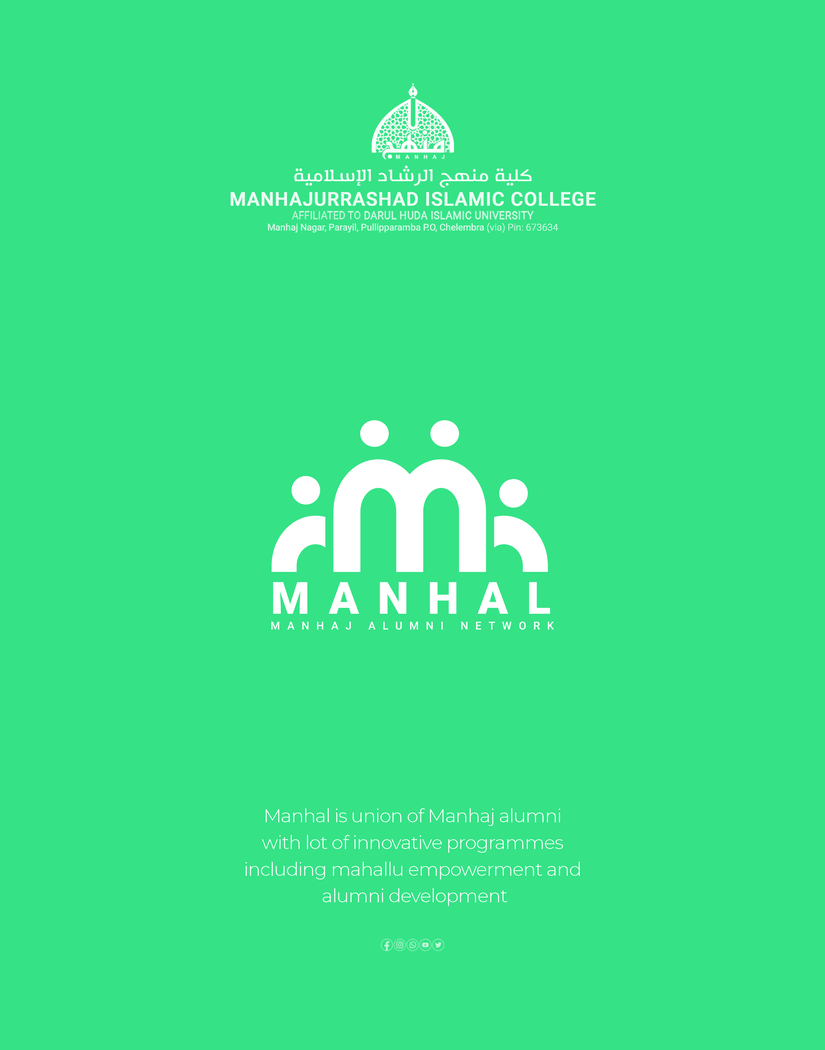 منهج
MANHAJ
كلية منهج الرشاد الإسلامية
MANHAJURRASHAD ISLAMIC COLLEGE
AFFILIATED TO DARUL HUDA ISLAMIC UNIVERSITY
Manhaj Nagar, Parayil, Pullipparamba P.O, Chelembra (via) Pin: 673634
MANHAL
MANHAJ ALUMNI NETWORK
Manhal is union of Manhaj alumni
with lot of innovative programmes
including mahallu empowerment and
alumni development